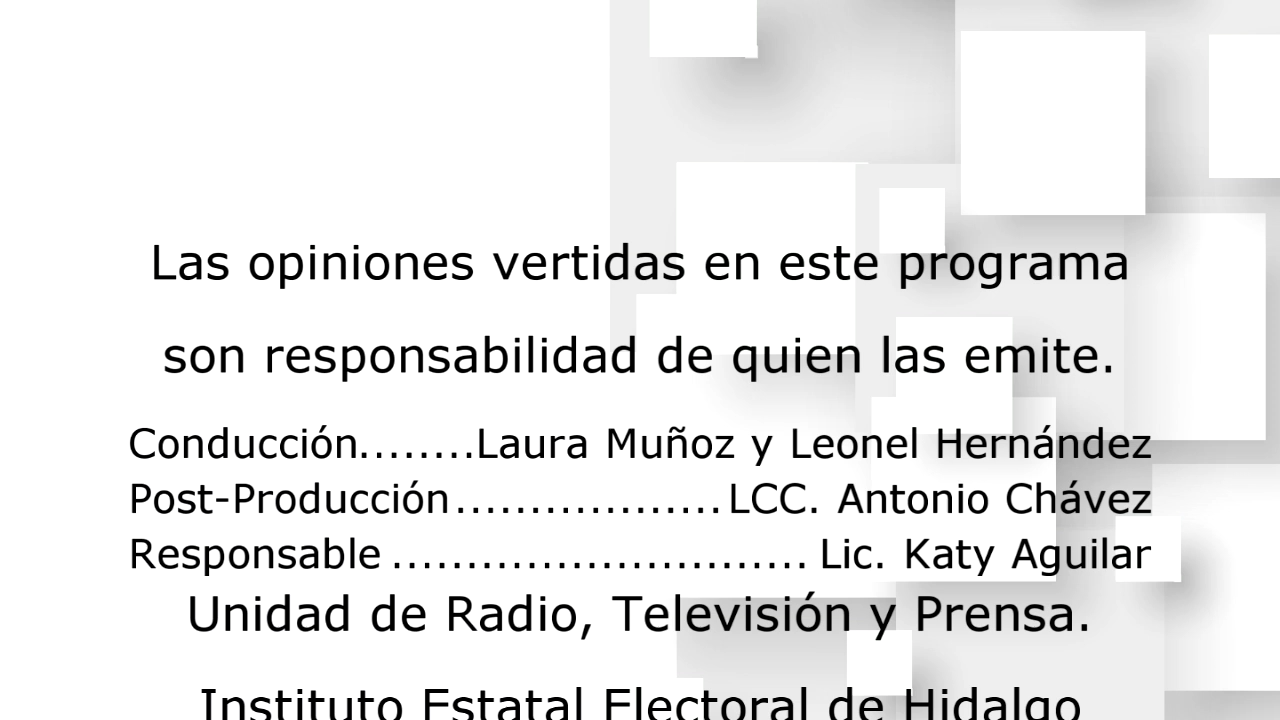 Las opiniones vertidas en este programa
son responsabilidad de quien las emite.
Conducción........Laura Muñoz y Leonel Hernández
Post-Producción..................LCC. Antonio Chávez
Responsable ............................ Lic. Katy Aguilar
Unidad de Radio, Televisión y Prensa.
Instituto Estatal Electoral de Hidalgo